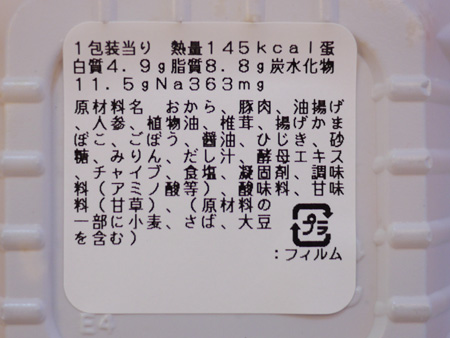 1包装当り　熱量145kcal蛋
白質4.9g脂質8.8g炭水化物
11.5gNa363mg
原材料名　おから、豚肉、油揚げ
、人参、植物油、椎茸、揚げかま
ぼこ、ごぼう、醤油、ひじき、砂
糖、みりん、だし汁、酵母エキス
、チャイブ、食塩、凝固剤、調味
料（アミノ酸等）、酸味料、甘味
料（甘草）、（原材料の
一部に小麦、さば、大豆
を含む）
プラ
：フィルム
E4